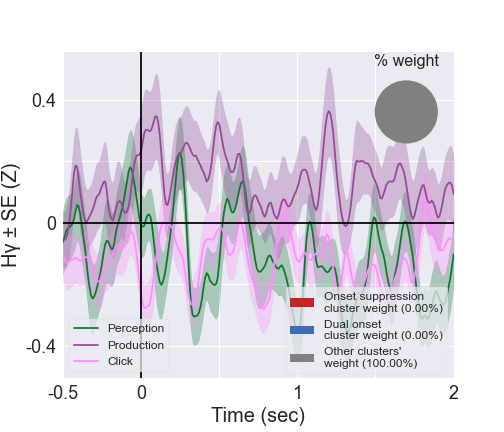 % weight
Hγ ± SE (Z)
0.4
0
-0.4
Perception
Production
Click
Onset suppression
cluster weight (0.00%)
Dual onset
cluster weight (0.00%)
Other clusters'
weight (100.00%)
-0.5
0
1
2
Time (sec)